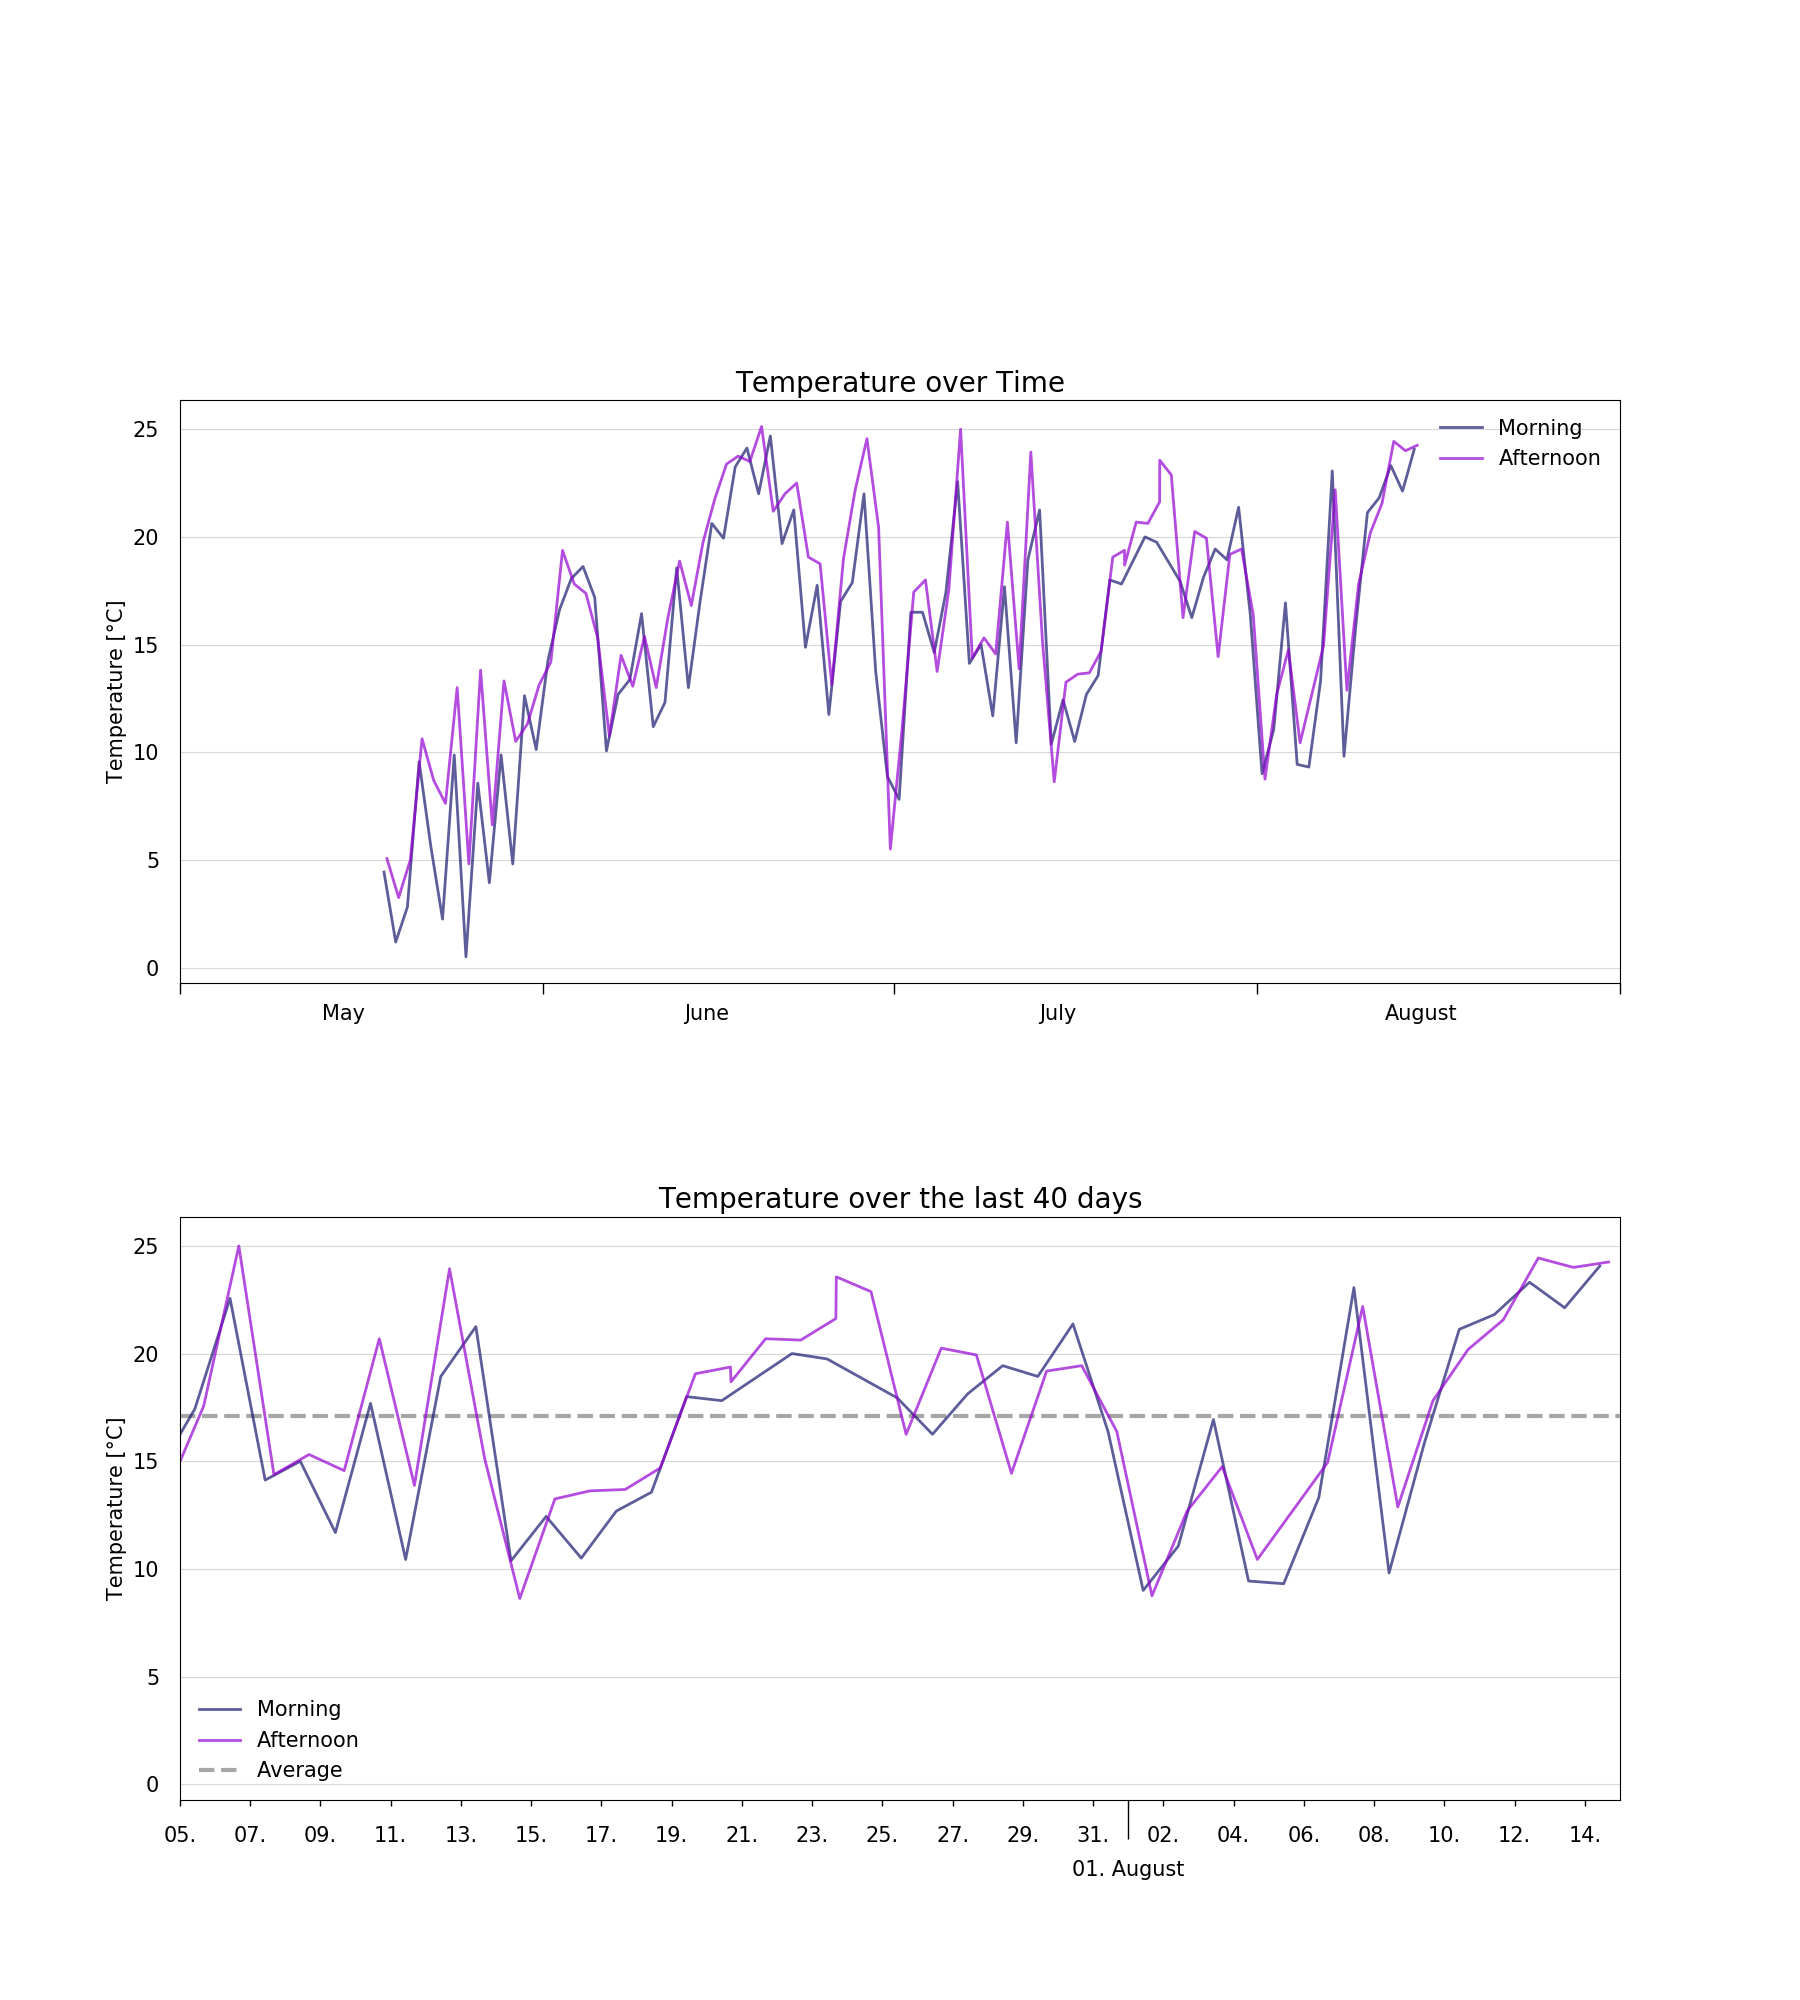 Temperature over Time
25
20
15
10
5
0
Temperature [°C]
Morning
Afternoon
May June July August
Temperature over the last 40 days
25
20
15
10
5
0
Temperature [°C]
Morning
Afternoon
Average
05. 07. 09. 11. 13. 15. 17. 19. 21. 23. 25. 27. 29. 31. 02. 04. 06. 08. 10. 12. 14.
01. August